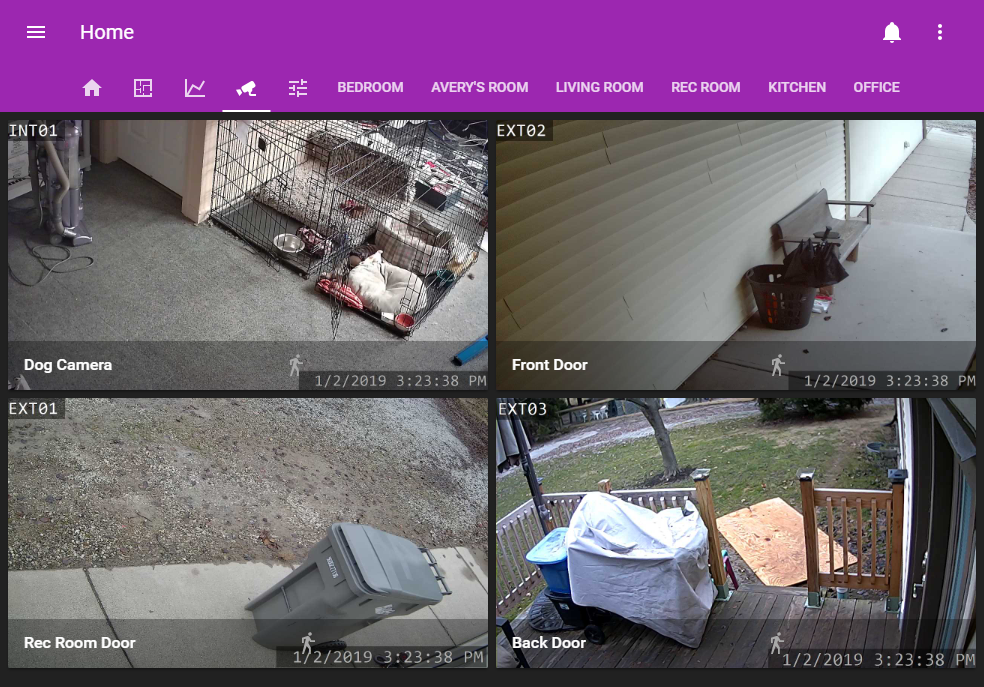 Home
BEDROOM AVERY'S ROOM LIVING ROOM REC ROOM KITCHEN OFFICE
INT01
EXT02
Dog Camera
1/2/2019 3:23:38 PM
Front Door
1/2/2019 3:23:38 PM
EXT01
EXT03
Rec Room Door
1/2/2019 3:23:38 PM
Back Door
1/2/2019 3:23:38 PM